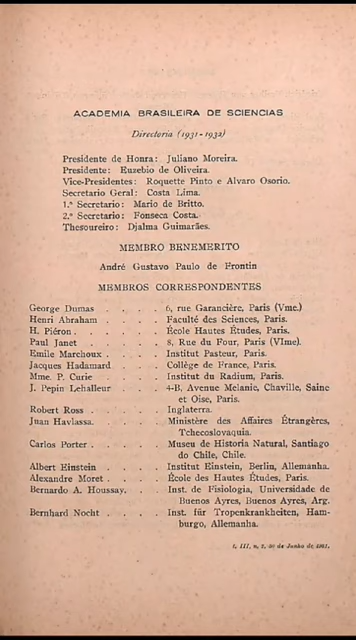 ACADEMIA BRASILEIRA DE SCIENCIAS
Directoria (1931-1932)
Presidente de Honra: Juliano Moreira.
Presidente: Euzebio de Oliveira.
Vice-Presidentes: Roquette Pinto e Alvaro Osorio.
Secretario Geral: Costa Lima.
1.º Secretario: Mario de Britto.
2.º Secretario: Fonseca Costa.
Thesoureiro: Djalma Guimarães.
MEMBRO BENEMERITO
André Gustavo Paulo de Frontin
MEMBROS CORRESPONDENTES
George Dumas . . . . 6, rue Garancière, Paris (Vme.)
Henri Abraham . . . . Faculté des Sciences, Paris.
H. Piéron . . . . . École Hautes Études, Paris.
Paul Janet . . . . . 8, Rue du Four, Paris (VIme).
Emile Marchoux . . . . Institut Pasteur, Paris.
Jacques Hadamard . . . Collège de France, Paris.
Mme. P. Curie . . . . Institut du Radium, Paris.
J. Pepin Lehalleur . . . 4-B, Avenue Melanie, Chaville, Saine
et Oise, Paris.
Robert Ross . . . . . Inglaterra.
Juan Havlassa . . . . Ministère des Affaires Étrangères,
Tchecoslovaquia.
Carlos Porter . . . . . Museu de Historia Natural, Santiago
do Chile, Chile.
Albert Einstein . . . . Institut Einstein, Berlin, Allemanha.
Alexandre Moret . . . . École des Hautes Études, Paris.
Bernardo A. Houssay. . . Inst. de Fisiologia, Universidade de
Buenos Ayres, Buenos Ayres, Arg.
Bernhard Nocht . . . . Inst. für Tropenkrankheiten, Ham-
burgo, Allemanha.
t. III, n. 2, 30 de Junho de 1931.